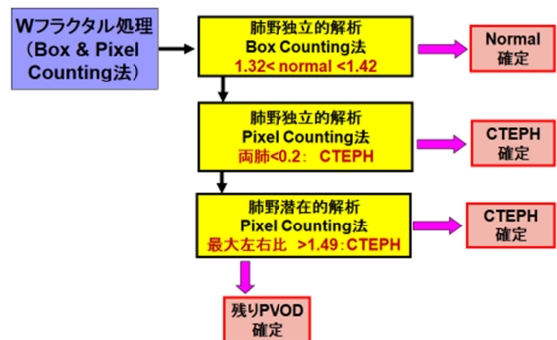 Wフラクタル処理
（Box & Pixel
Counting法）
肺野独立的解析
Box Counting法
1.32< normal <1.42
Normal
確定
肺野独立的解析
Pixel Counting法
両肺<0.2： CTEPH
CTEPH
確定
肺野潜在的解析
Pixel Counting法
最大左右比 >1.49：CTEPH
CTEPH
確定
残りPVOD
確定